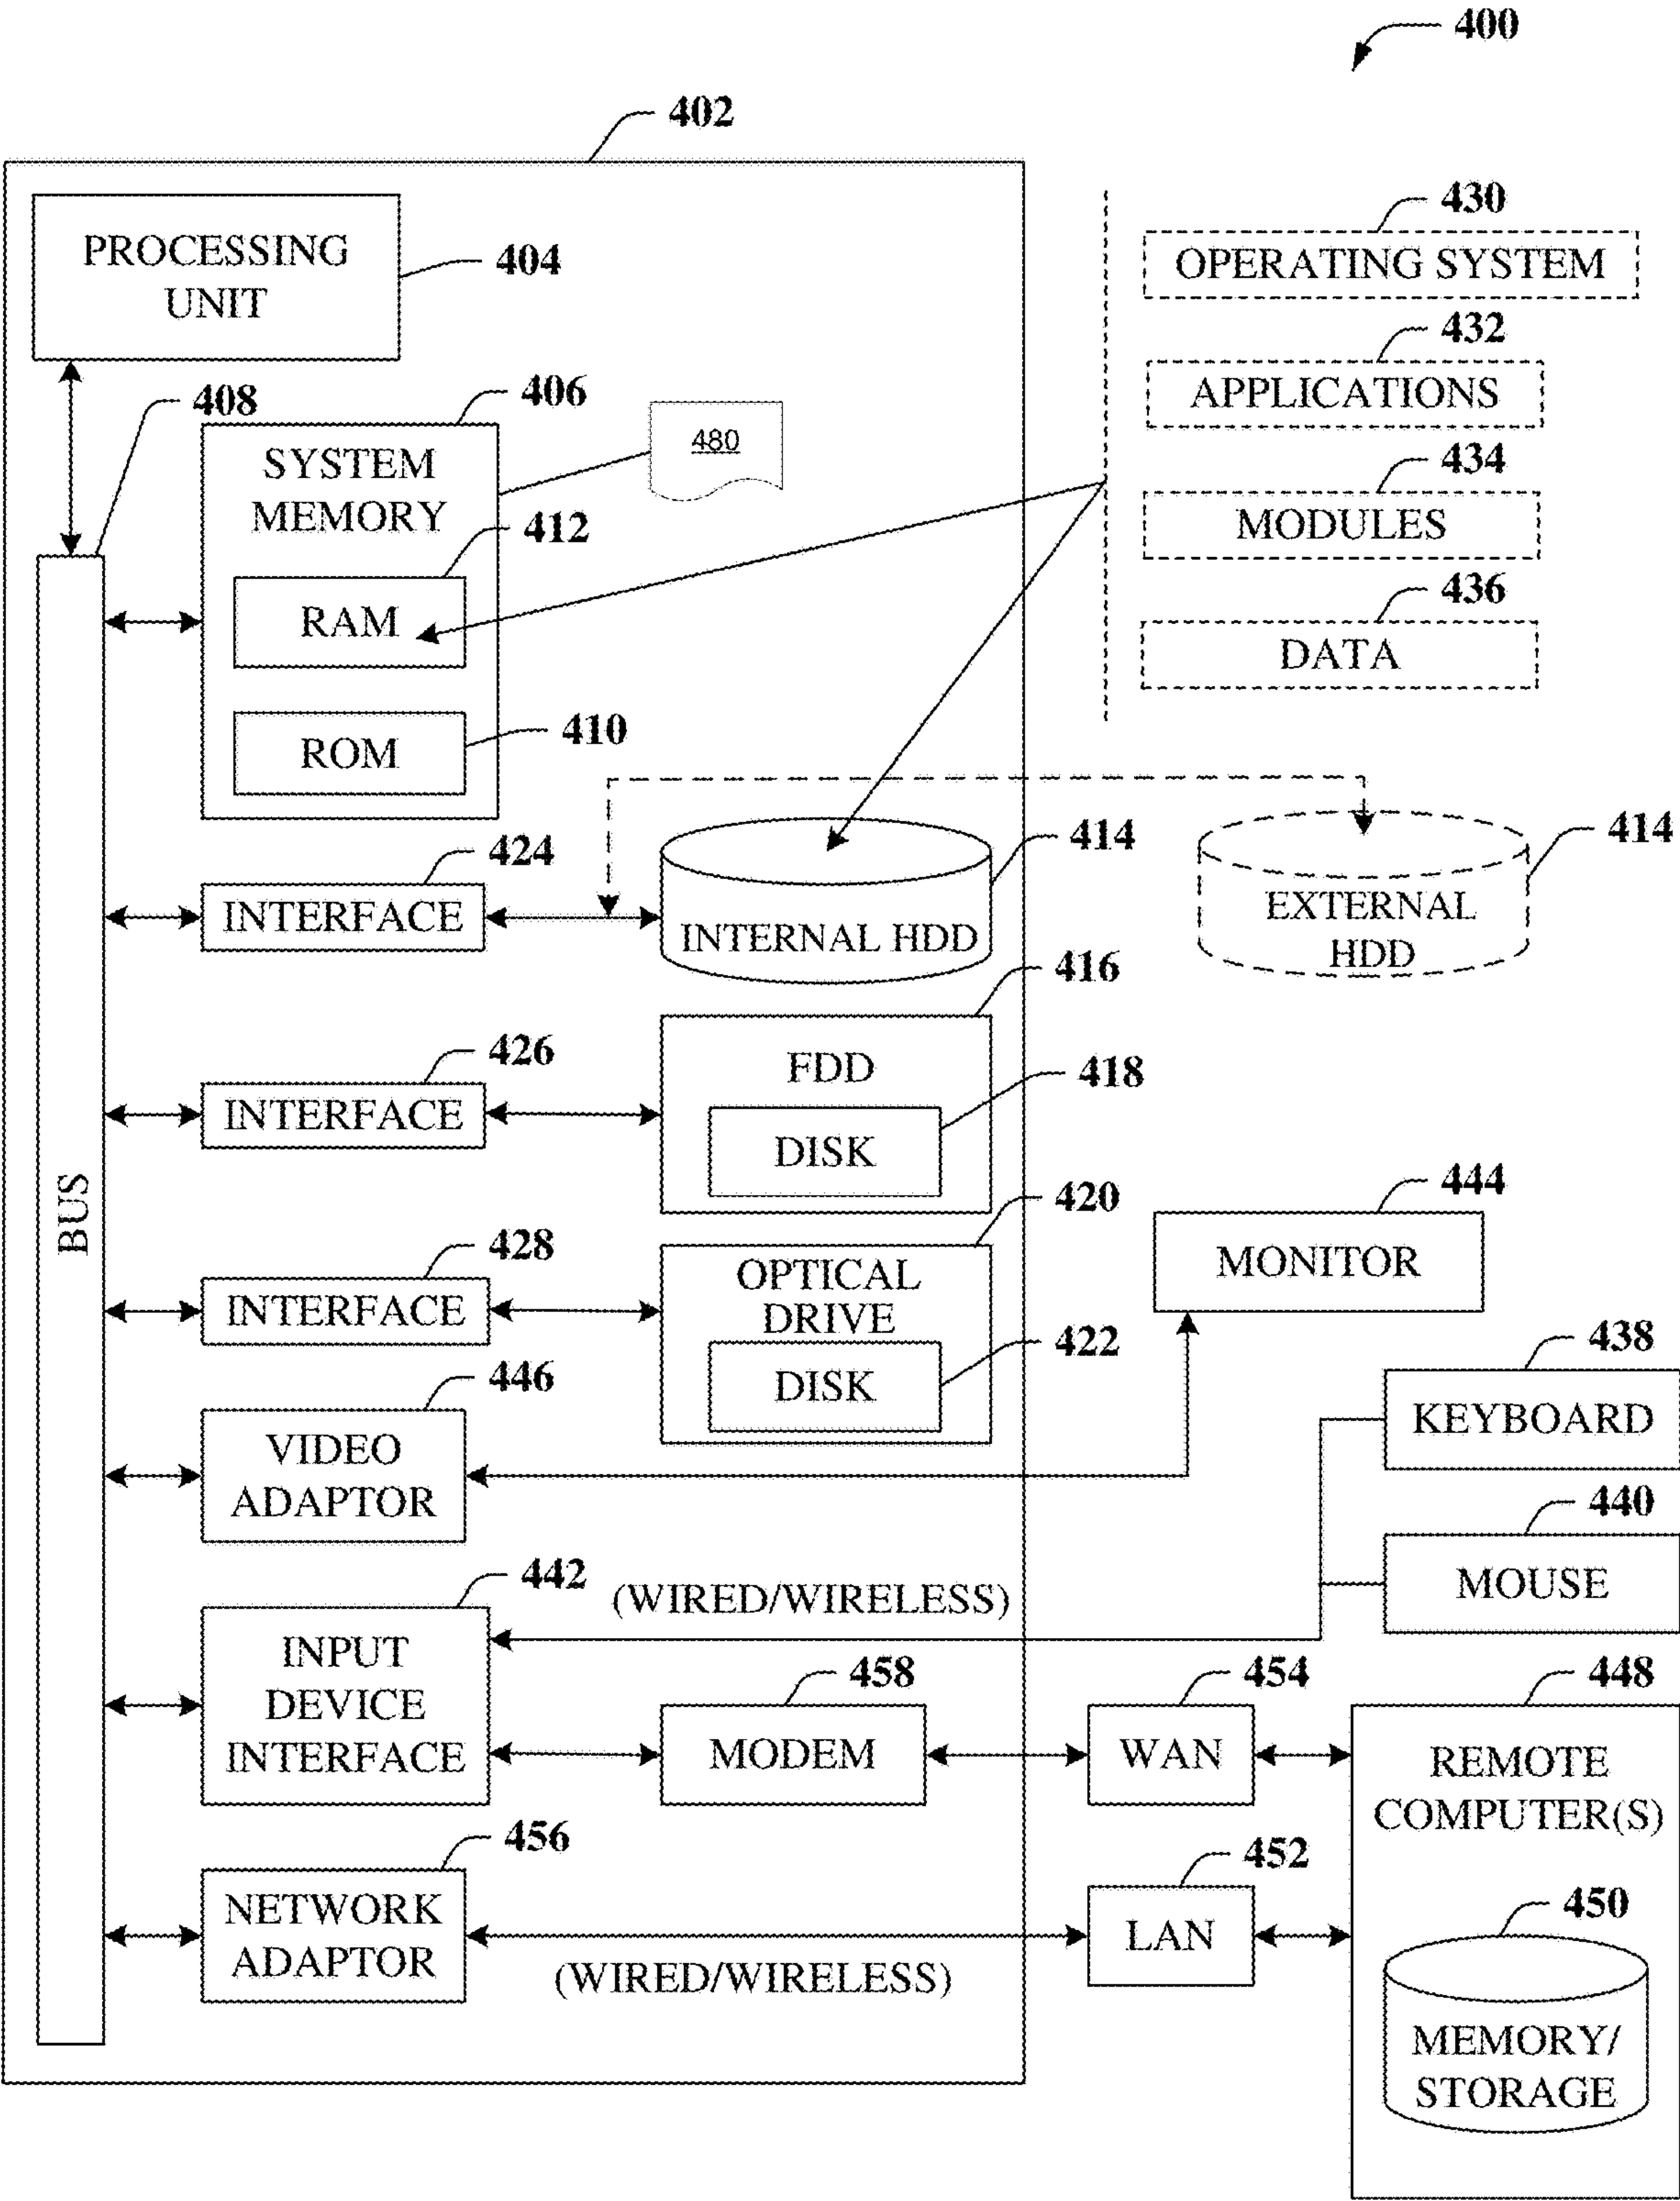 400
402
PROCESSING
UNIT
404
430
OPERATING SYSTEM
432
APPLICATIONS
434
MODULES
436
DATA
408
406
SYSTEM
MEMORY
480
412
RAM
410
ROM
424
INTERFACE
414
INTERNAL HDD
414
EXTERNAL
HDD
426
INTERFACE
416
FDD
418
DISK
BUS
428
INTERFACE
420
OPTICAL
DRIVE
422
DISK
444
MONITOR
446
VIDEO
ADAPTOR
438
KEYBOARD
440
MOUSE
442
INPUT
DEVICE
INTERFACE
(WIRED/WIRELESS)
458
MODEM
454
WAN
448
REMOTE
COMPUTER(S)
456
NETWORK
ADAPTOR
(WIRED/WIRELESS)
452
LAN
450
MEMORY/
STORAGE